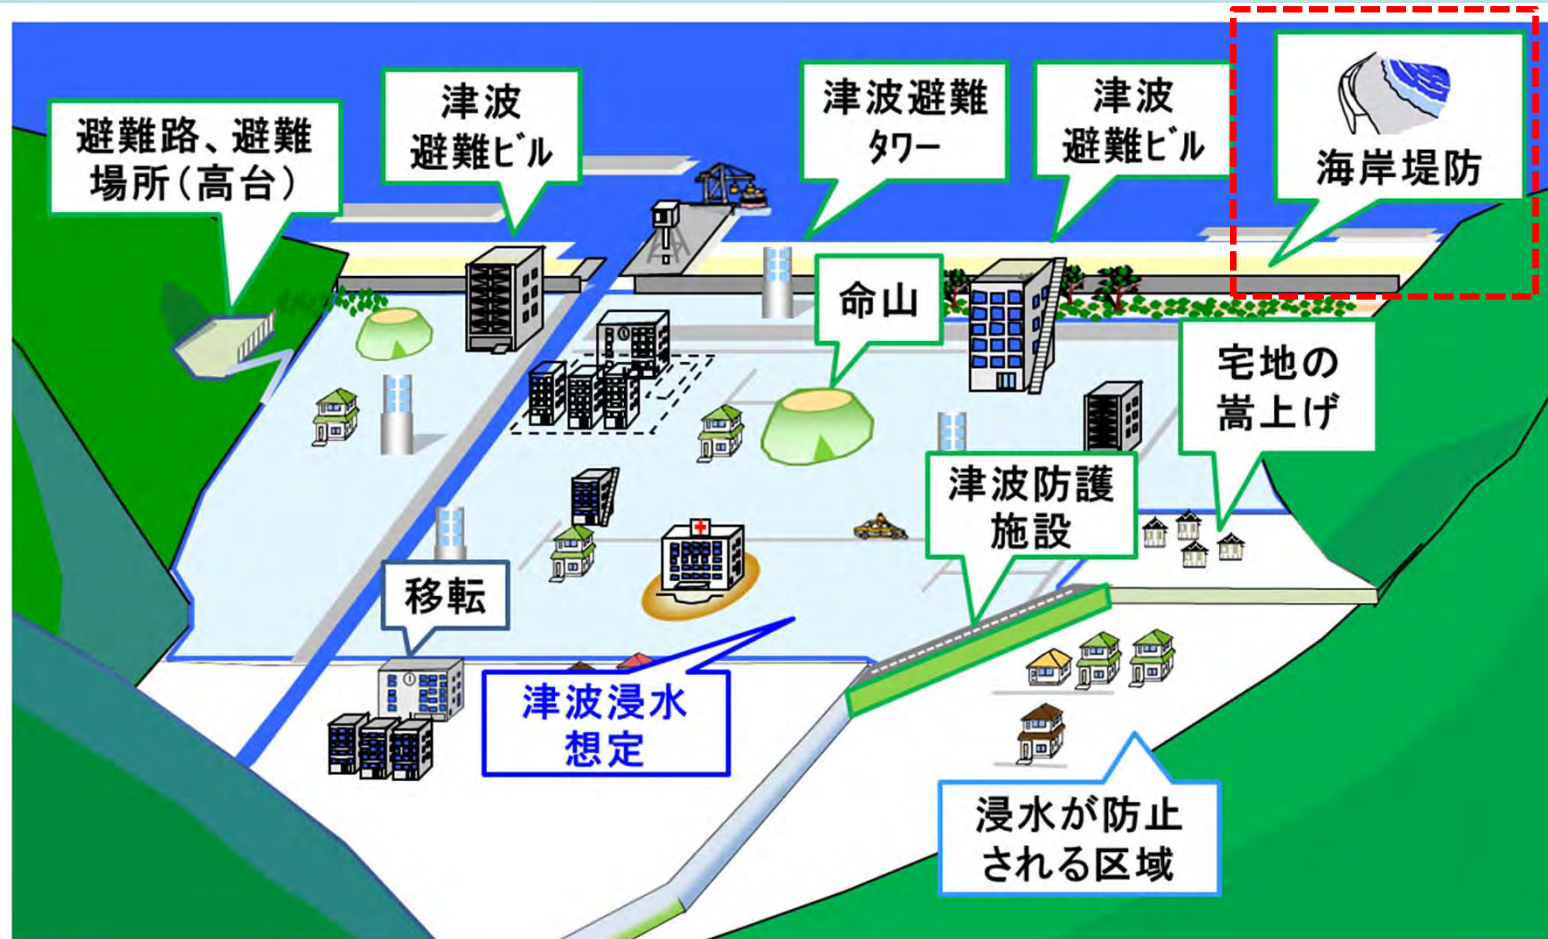 避難路、避難
場所(高台)
津波
避難ビル
津波避難
タワー
津波
避難ビル
海岸堤防
命山
宅地の
嵩上げ
津波防護
施設
移転
津波浸水
想定
浸水が防止
される区域